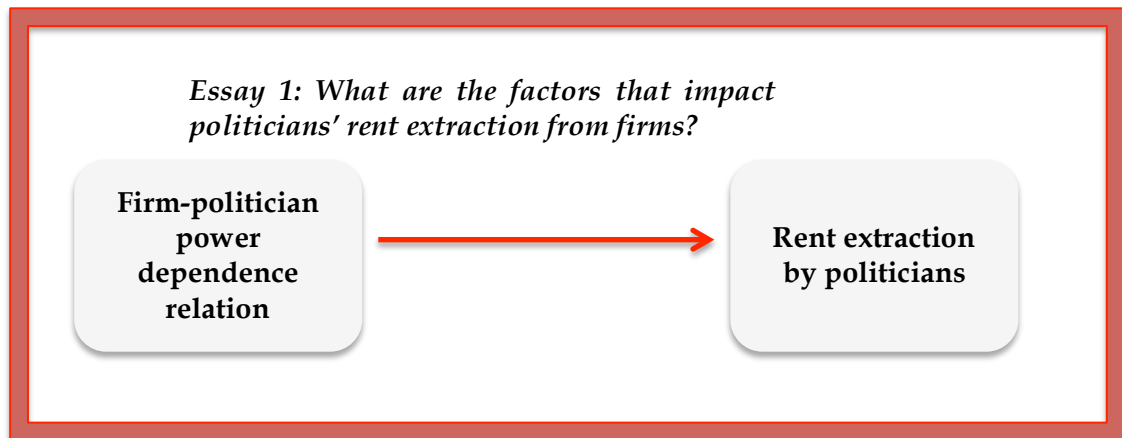 Essay 1: What are the factors that impact
politicians’ rent extraction from firms?
Firm-politician
power
dependence
relation
Rent extraction
by politicians